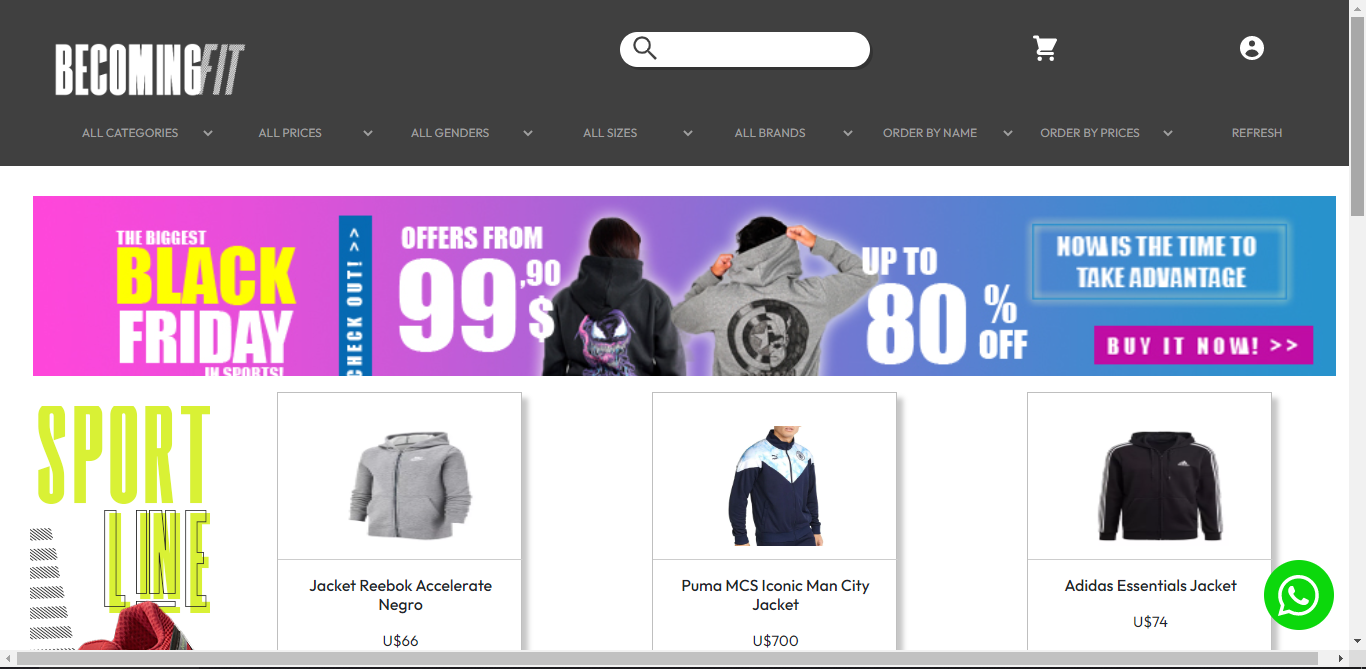 BECOMINGFIT
ALL CATEGORIES
ALL PRICES
ALL GENDERS
ALL SIZES
ALL BRANDS
ORDER BY NAME
ORDER BY PRICES
REFRESH
THE BIGGEST
BLACK
FRIDAY
IN SPORTS!
CHECK OUT! >>
OFFERS FROM
99,90
$
UP TO
80%
OFF
NOW IS THE TIME TO
TAKE ADVANTAGE
BUY IT NOW! >>
SPORT
LINE
Jacket Reebok Accelerate
Negro
U$66
Puma MCS Iconic Man City
Jacket
U$700
Adidas Essentials Jacket
U$74